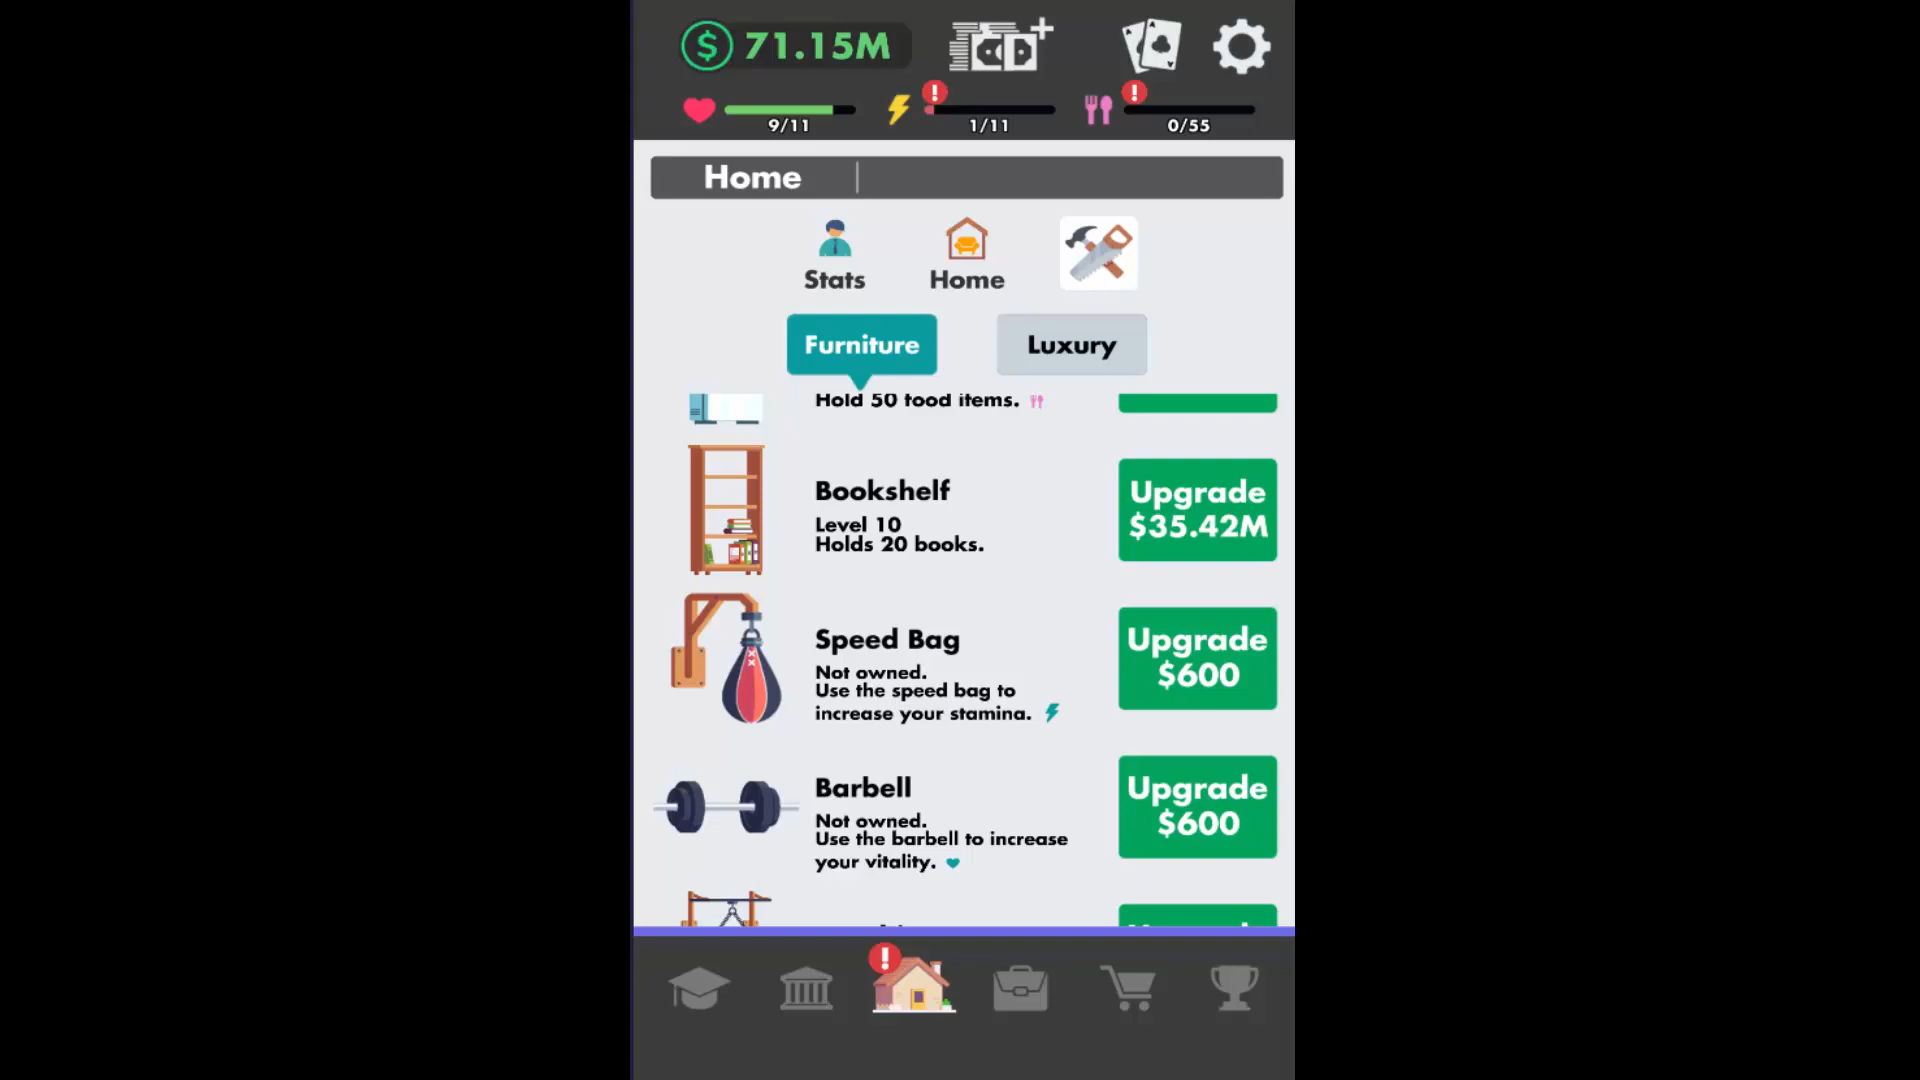 71.15M
9/11
1/11
0/55
Home
Stats
Home
Furniture
Luxury
Hold 50 food items.
Bookshelf
Level 10
Holds 20 books.
Upgrade
$35.42M
Speed Bag
Not owned.
Use the speed bag to
increase your stamina.
Upgrade
$600
Barbell
Not owned.
Use the barbell to increase
your vitality.
Upgrade
$600